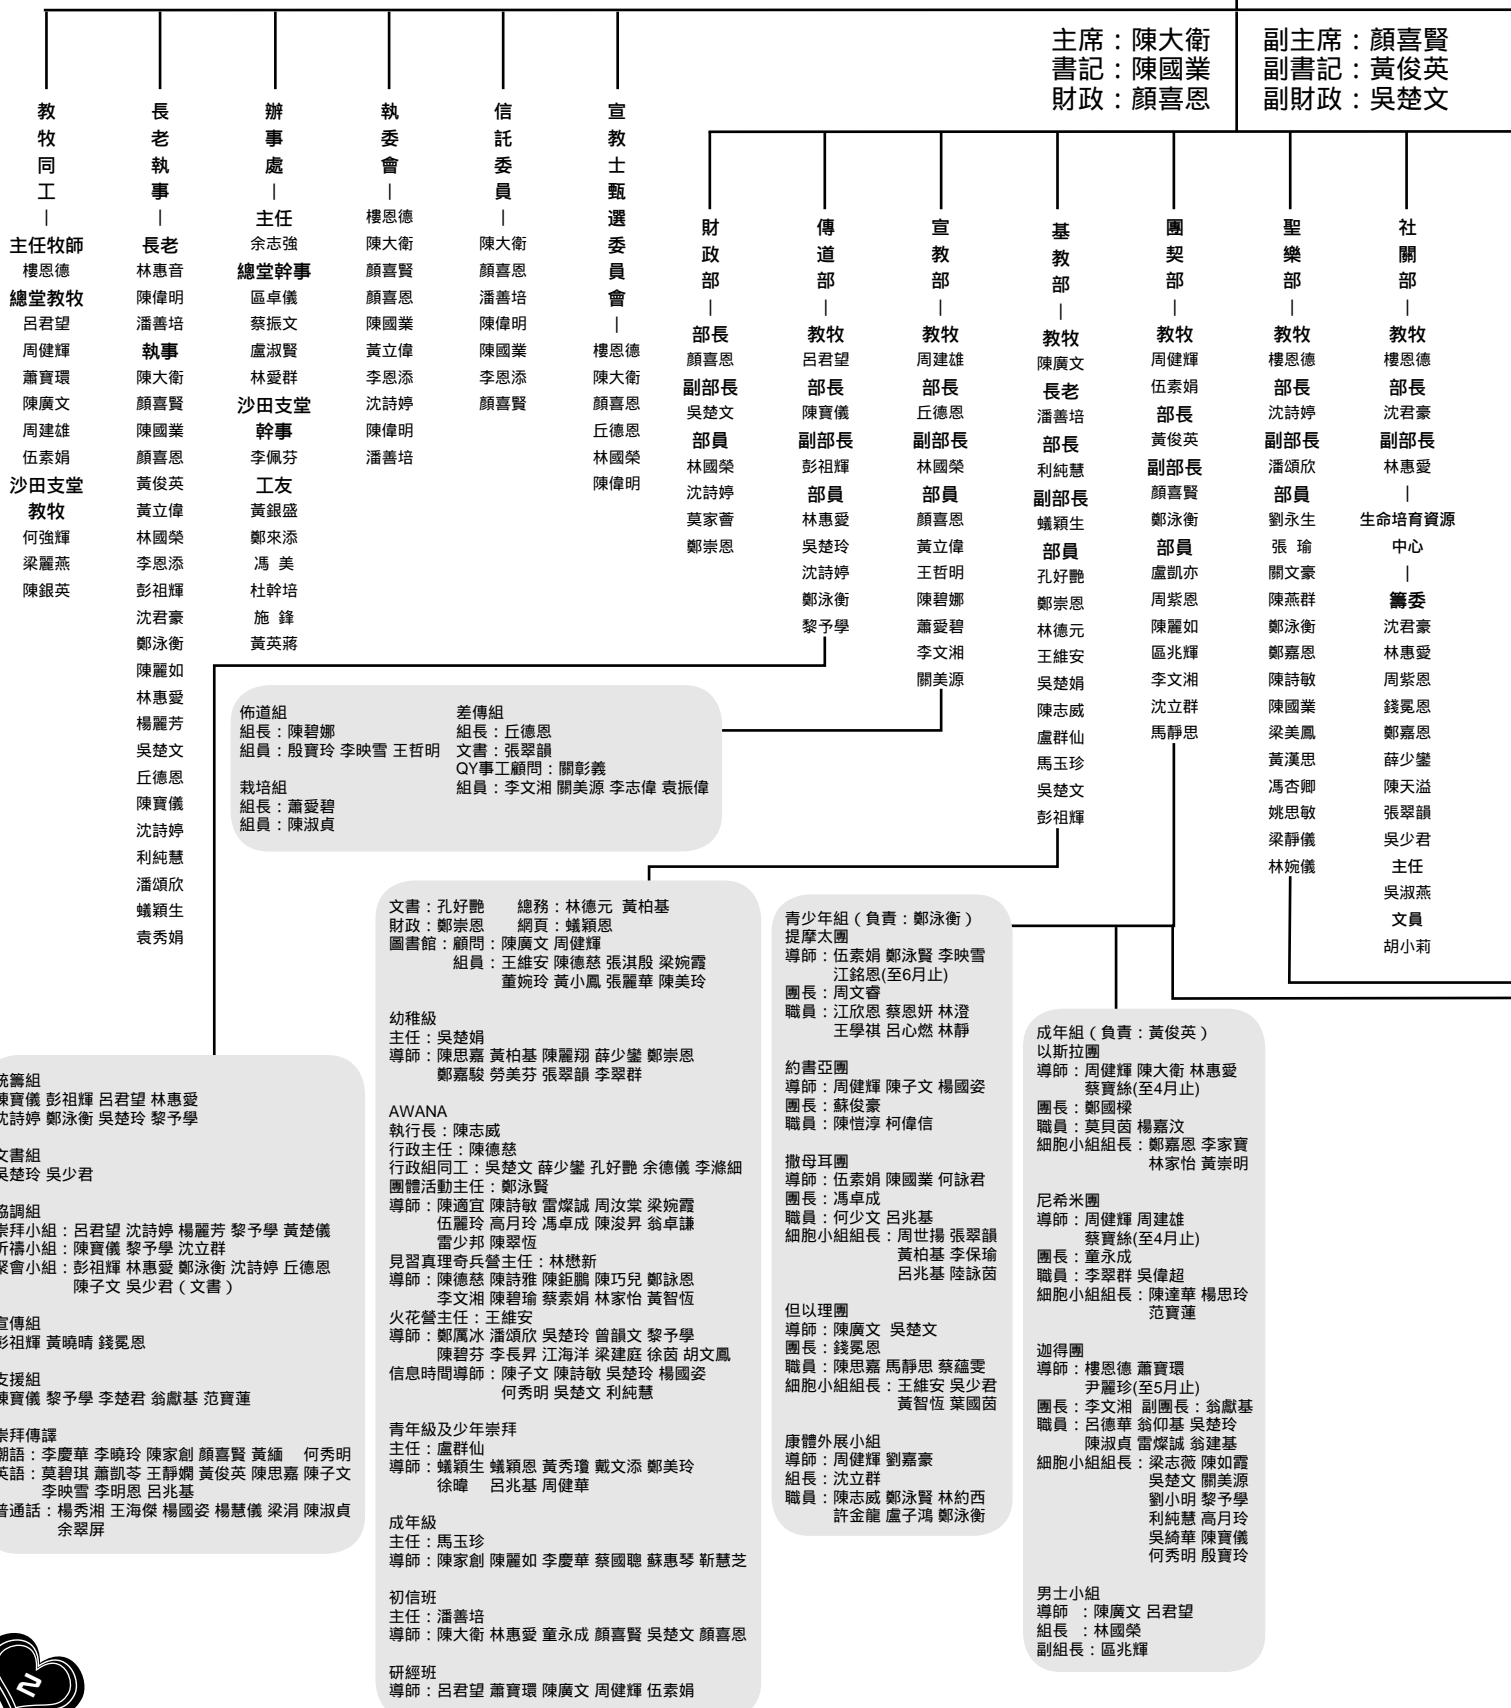 主席：陳大衛
書記：陳國業
財政：顏喜恩
副主席：顏喜賢
副書記：黃俊英
副財政：吳楚文
教牧同工
｜
主任牧師
樓恩德
總堂教牧
呂君望
周健輝
蕭寶環
陳廣文
周建雄
伍素娟
沙田支堂
教牧
何強輝
梁麗燕
陳銀英
長老執事
｜
長老
林惠音
陳偉明
潘善培
執事
陳大衛
顏喜賢
陳國業
顏喜恩
黃俊英
黃立偉
林國榮
李恩添
彭祖輝
沈君豪
鄭泳衡
陳麗如
林惠愛
楊麗芳
吳楚文
丘德恩
陳寶儀
沈詩婷
利純慧
潘頌欣
蟻穎生
袁秀娟
辦事處
｜
主任
余志強
總堂幹事
區卓儀
蔡振文
盧淑賢
林愛群
沙田支堂
幹事
李佩芬
工友
黃銀盛
鄭來添
馮 美
杜幹培
施 鋒
黃英蔣
執委會
｜
樓恩德
陳大衛
顏喜賢
顏喜恩
陳國業
黃立偉
李恩添
沈詩婷
陳偉明
潘善培
信託委員
｜
陳大衛
顏喜恩
潘善培
陳偉明
陳國業
李恩添
顏喜賢
宣教士甄選委員會
｜
樓恩德
陳大衛
顏喜恩
丘德恩
林國榮
陳偉明
財政部
｜
部長
顏喜恩
副部長
吳楚文
部員
林國榮
沈詩婷
莫家薈
鄭崇恩
傳道部
｜
教牧
呂君望
部長
陳寶儀
副部長
彭祖輝
部員
林惠愛
吳楚玲
沈詩婷
鄭泳衡
黎予學
宣教部
｜
教牧
周建雄
部長
丘德恩
副部長
林國榮
部員
顏喜恩
黃立偉
王哲明
陳碧娜
蕭愛碧
李文湘
關美源
基教部
｜
教牧
陳廣文
長老
潘善培
部長
利純慧
副部長
蟻穎生
部員
孔好艷
鄭崇恩
林德元
王維安
吳楚娟
陳志威
盧群仙
馬玉珍
吳楚文
彭祖輝
團契部
｜
教牧
周健輝
伍素娟
部長
黃俊英
副部長
顏喜賢
鄭泳衡
部員
盧凱亦
周紫恩
陳麗如
區兆輝
李文湘
沈立群
馬靜思
聖樂部
｜
教牧
樓恩德
部長
沈詩婷
副部長
潘頌欣
部員
劉永生
張 瑜
關文豪
陳燕群
鄭泳衡
鄭嘉恩
陳詩敏
陳國業
梁美鳳
黃漢思
馮杏卿
姚思敏
梁靜儀
林婉儀
社關部
｜
教牧
樓恩德
部長
沈君豪
副部長
林惠愛
｜
生命培育資源
中心
｜
籌委
沈君豪
林惠愛
周紫恩
錢冕恩
鄭嘉恩
薛少鑾
陳天溢
張翠韻
吳少君
主任
吳淑燕
文員
胡小莉
佈道組
組長：陳碧娜
組員：殷寶玲 李映雪 王哲明
栽培組
組長：蕭愛碧
組員：陳淑貞
差傳組
組長：丘德恩
文書：張翠韻
QY事工顧問：關彰義
組員：李文湘 關美源 李志偉 袁振偉
統籌組
陳寶儀 彭祖輝 呂君望 林惠愛
沈詩婷 鄭泳衡 吳楚玲 黎予學
文書組
吳楚玲 吳少君
協調組
崇拜小組：呂君望 沈詩婷 楊麗芳 黎予學 黃楚儀
祈禱小組：陳寶儀 黎予學 沈立群
聚會小組：彭祖輝 林惠愛 鄭泳衡 沈詩婷 丘德恩
陳子文 吳少君（文書）
宣傳組
彭祖輝 黃曉晴 錢冕恩
支援組
陳寶儀 黎予學 李楚君 翁獻基 范寶蓮
崇拜傳譯
潮語：李慶華 李曉玲 陳家創 顏喜賢 黃緬 何秀明
英語：莫碧琪 蕭凱苓 王靜嫻 黃俊英 陳思嘉 陳子文
李映雪 李明恩 呂兆基
普通話：楊秀湘 王海傑 楊國姿 楊慧儀 梁涓 陳淑貞
余翠屏
文書：孔好艷 總務：林德元 黃柏基
財政：鄭崇恩 網頁：蟻穎恩
圖書館：顧問：陳廣文 周健輝
組員：王維安 陳德慈 張淇殷 梁婉霞
董婉玲 黃小鳳 張麗華 陳美玲
幼稚級
主任：吳楚娟
導師：陳思嘉 黃柏基 陳麗翔 薛少鑾 鄭崇恩
鄭嘉駿 勞美芬 張翠韻 李翠群
AWANA
執行長：陳志威
行政主任：陳德慈
行政組同工：吳楚文 薛少鑾 孔好艷 余德儀 李滌細
團體活動主任：鄭泳賢
導師：陳適宜 陳詩敏 雷燦誠 周汝棠 梁婉霞
伍麗玲 高月玲 馮卓成 陳浚昇 翁卓謙
雷少邦 陳翠恆
見習真理奇兵營主任：林懋新
導師：陳德慈 陳詩雅 陳鉅鵬 陳巧兒 鄭詠恩
李文湘 陳碧瑜 蔡素娟 林家怡 黃智恆
火花營主任：王維安
導師：鄭厲冰 潘頌欣 吳楚玲 曾韻文 黎予學
陳碧芬 李長昇 江海洋 梁建庭 徐茵 胡文鳳
信息時間導師：陳子文 陳詩敏 吳楚玲 楊國姿
何秀明 吳楚文 利純慧
青年級及少年崇拜
主任：盧群仙
導師：蟻穎生 蟻穎恩 黃秀瓊 戴文添 鄭美玲
徐暐 呂兆基 周健華
成年級
主任：馬玉珍
導師：陳家創 陳麗如 李慶華 蔡國聰 蘇惠琴 靳慧芝
初信班
主任：潘善培
導師：陳大衛 林惠愛 童永成 顏喜賢 吳楚文 顏喜恩
研經班
導師：呂君望 蕭寶環 陳廣文 周健輝 伍素娟
青少年組（負責：鄭泳衡）
提摩太團
導師：伍素娟 鄭泳賢 李映雪
江銘恩(至6月止)
團長：周文睿
職員：江欣恩 蔡恩妍 林澄
王學祺 呂心燃 林靜
約書亞團
導師：周健輝 陳子文 楊國姿
團長：蘇俊豪
職員：陳愷淳 柯偉信
撒母耳團
導師：伍素娟 陳國業 何詠君
團長：馮卓成
職員：何少文 呂兆基
細胞小組組長：周世揚 張翠韻
黃柏基 李保瑜
呂兆基 陸詠茵
但以理團
導師：陳廣文 吳楚文
團長：錢冕恩
職員：陳思嘉 馬靜思 蔡蘊雯
細胞小組組長：王維安 吳少君
黃智恆 葉國茵
康體外展小組
導師：周健輝 劉嘉豪
組長：沈立群
職員：陳志威 鄭泳賢 林約西
許金龍 盧子鴻 鄭泳衡
成年組（負責：黃俊英）
以斯拉團
導師：周健輝 陳大衛 林惠愛
蔡寶絲(至4月止)
團長：鄭國樑
職員：莫貝茵 楊嘉汶
細胞小組組長：鄭嘉恩 李家寶
林家怡 黃崇明
尼希米團
導師：周健輝 周建雄
蔡寶絲(至4月止)
團長：童永成
職員：李翠群 吳偉超
細胞小組組長：陳達華 楊思玲
范寶蓮
迦得團
導師：樓恩德 蕭寶環
尹麗珍(至5月止)
團長：李文湘 副團長：翁獻基
職員：呂德華 翁仰基 吳楚玲
陳淑貞 雷燦誠 翁建基
細胞小組組長：梁志薇 陳如霞
吳楚文 關美源
劉小明 黎予學
利純慧 高月玲
吳綺華 陳寶儀
何秀明 殷寶玲
男士小組
導師 ：陳廣文 呂君望
組長 ：林國榮
副組長：區兆輝
2